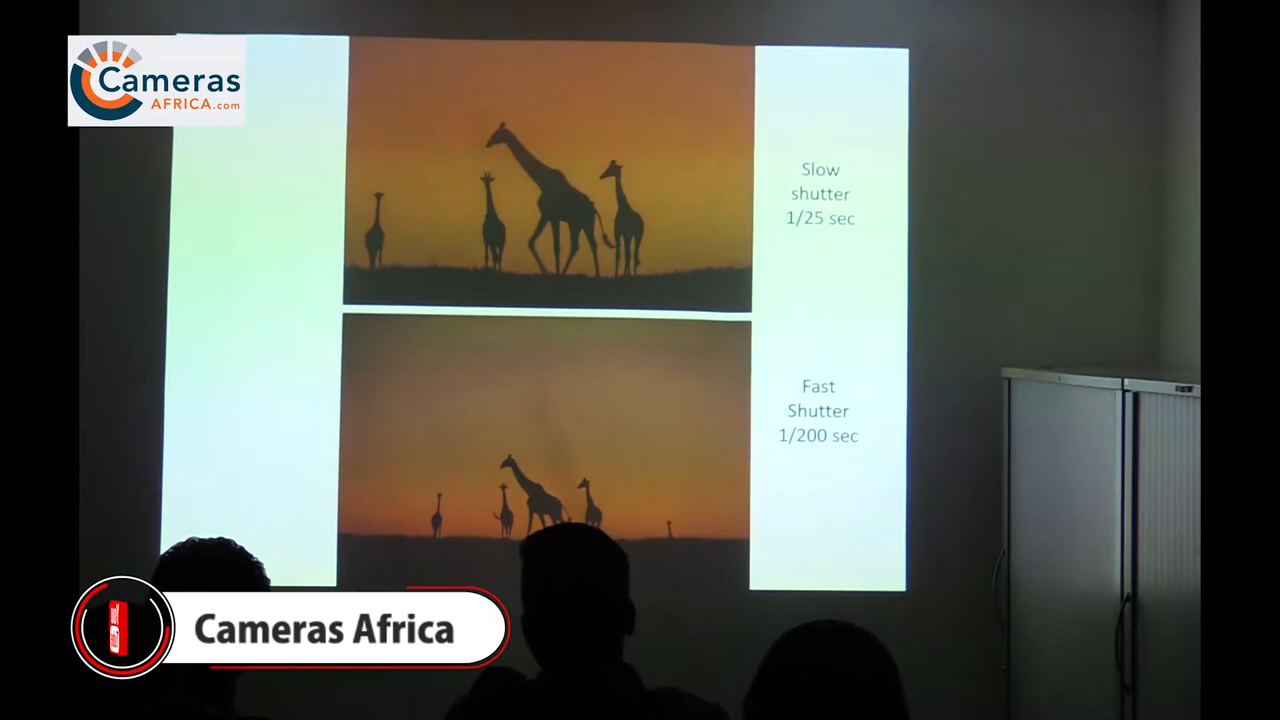 Cameras
AFRICA.com
Slow
shutter
1/25 sec
Fast
Shutter
1/200 sec
Cameras Africa